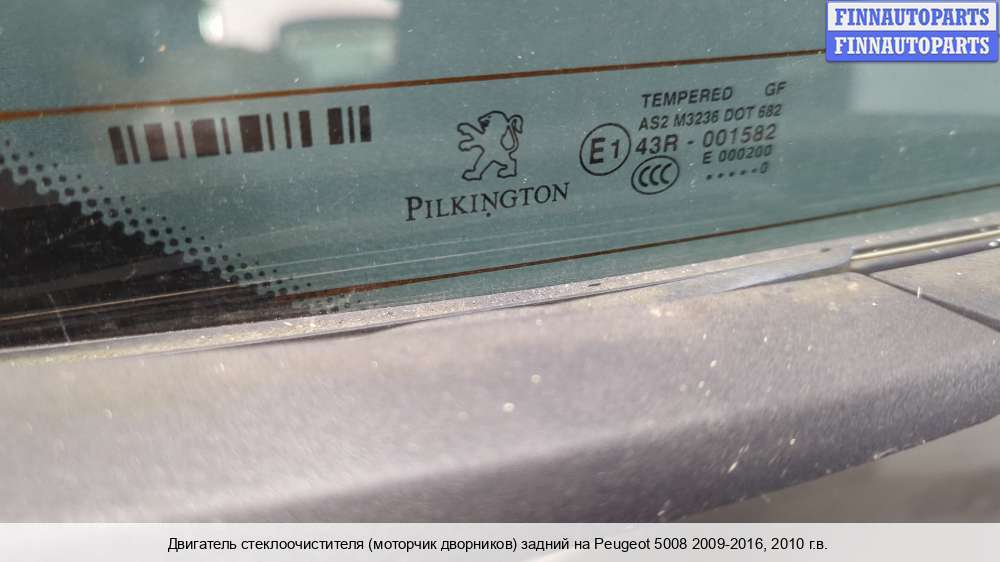 FINNAUTOPARTS
FINNAUTOPARTS
TEMPERED GF
AS2 M3236 DOT 682
E1
43R - 001582
E 000200
CCC
•••••0
PILKINGTON
Двигатель стеклоочистителя (моторчик дворников) задний на Peugeot 5008 2009-2016, 2010 г.в.